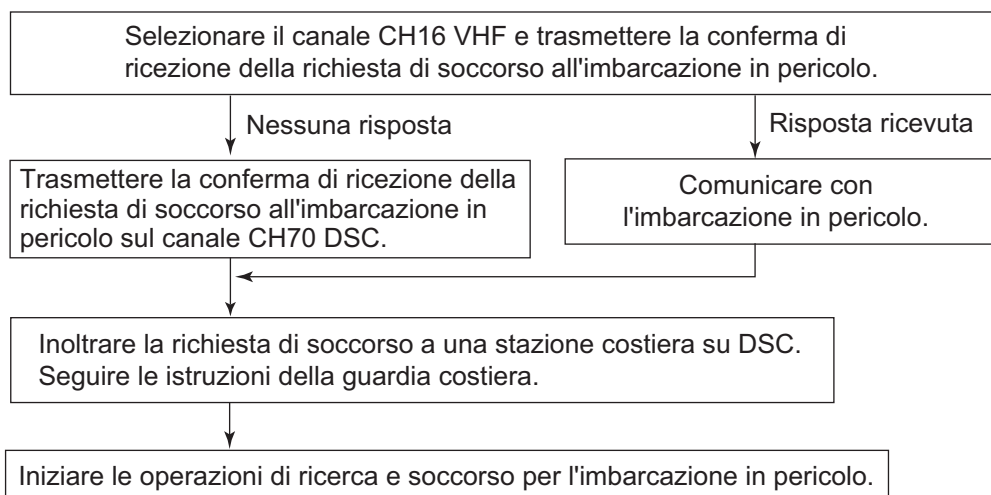 Selezionare il canale CH16 VHF e trasmettere la conferma di
ricezione della richiesta di soccorso all'imbarcazione in pericolo.
Nessuna risposta
Risposta ricevuta
Trasmettere la conferma di ricezione della
richiesta di soccorso all'imbarcazione in
pericolo sul canale CH70 DSC.
Comunicare con
l'imbarcazione in pericolo.
Inoltrare la richiesta di soccorso a una stazione costiera su DSC.
Seguire le istruzioni della guardia costiera.
Iniziare le operazioni di ricerca e soccorso per l'imbarcazione in pericolo.